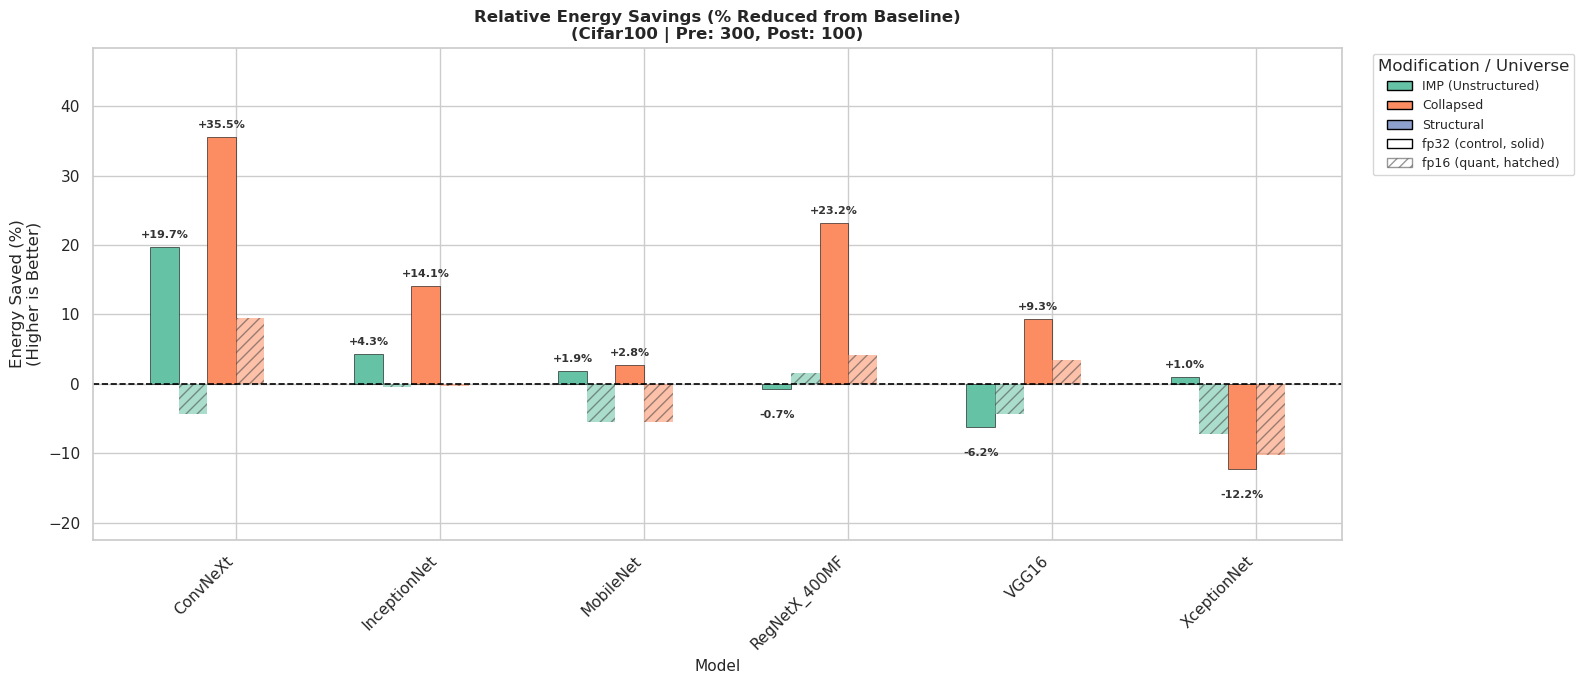 Relative Energy Savings (% Reduced from Baseline)
(Cifar100 | Pre: 300, Post: 100)
Energy Saved (%)
(Higher is Better)
40
30
20
10
0
−10
−20
+19.7%
+35.5%
+4.3%
+14.1%
+1.9%
+2.8%
-0.7%
+23.2%
-6.2%
+9.3%
+1.0%
-12.2%
ConvNeXt
InceptionNet
MobileNet
RegNetX_400MF
VGG16
XceptionNet
Model
Modification / Universe
IMP (Unstructured)
Collapsed
Structural
fp32 (control, solid)
fp16 (quant, hatched)